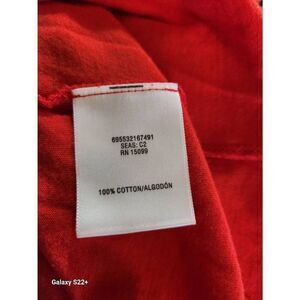 695532167491
SEAS: C2
RN 15099
100% COTTON/ALGODÓN
Galaxy S22+